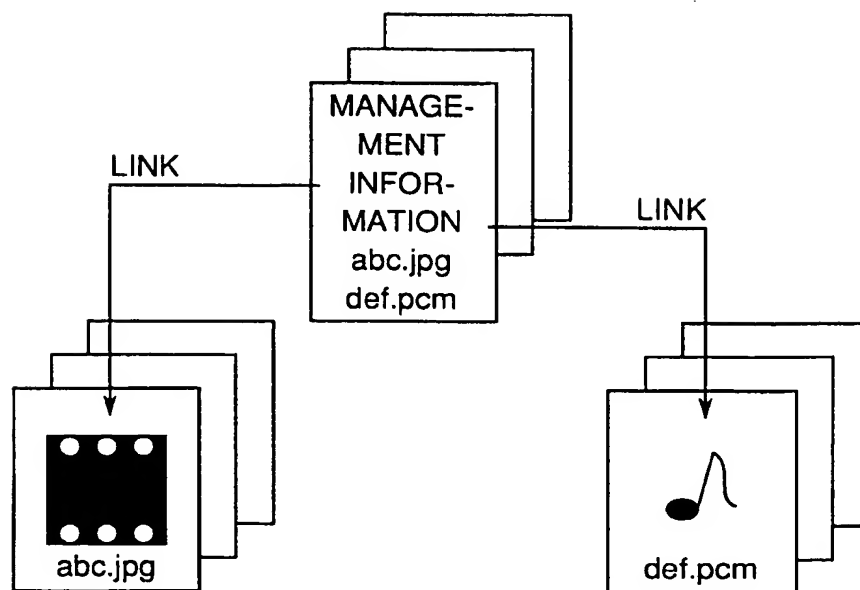 MANAGE-
MENT
INFOR-
MATION
abc.jpg
def.pcm
LINK
LINK
abc.jpg
def.pcm